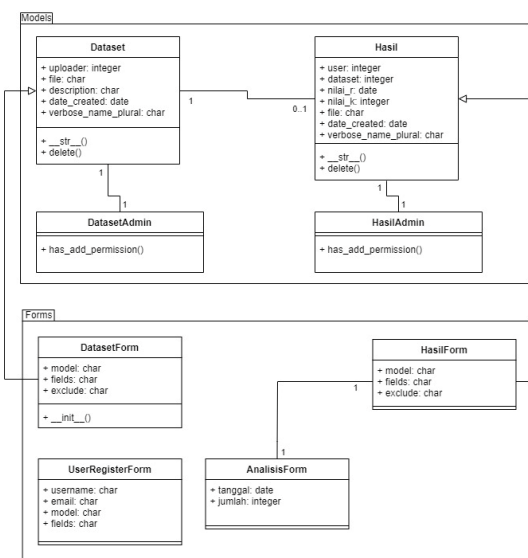 Models
Dataset
+ uploader: integer
+ file: char
+ description: char
+ date_created: date
+ verbose_name_plural: char
+ __str__()
+ delete()
Hasil
+ user: integer
+ dataset: integer
+ nilai_r: date
+ nilai_k: integer
+ file: char
+ date_created: date
+ verbose_name_plural: char
+ __str__()
+ delete()
1
0..1
1
1
1
1
DatasetAdmin
+ has_add_permission()
HasilAdmin
+ has_add_permission()
Forms
DatasetForm
+ model: char
+ fields: char
+ exclude: char
+ __init__()
HasilForm
+ model: char
+ fields: char
+ exclude: char
1
1
UserRegisterForm
+ username: char
+ email: char
+ model: char
+ fields: char
AnalisisForm
+ tanggal: date
+ jumlah: integer